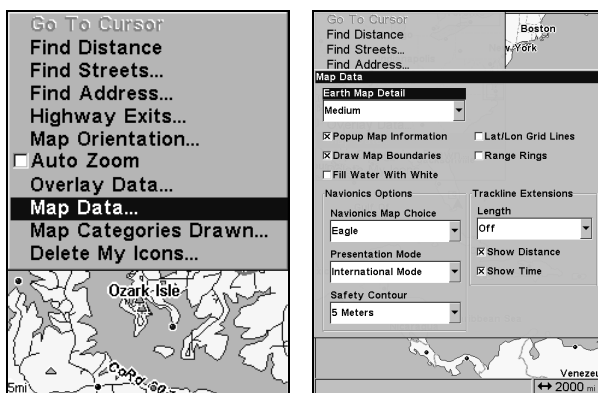 Go To Cursor
Find Distance
Find Streets...
Find Address...
Highway Exits...
Map Orientation...
Auto Zoom
Overlay Data...
Map Data...
Map Categories Drawn...
Delete My Icons...
Ozark-Isle
CoRd-60
5mi
Go To Cursor
Find Distance
Find Streets...
Find Address...
Boston
York
Map Data
Earth Map Detail
Medium
Popup Map Information
Lat/Lon Grid Lines
Draw Map Boundaries
Range Rings
Fill Water With White
Navionics Options
Trackline Extensions
Navionics Map Choice
Length
Eagle
Off
Presentation Mode
Show Distance
International Mode
Show Time
Safety Contour
5 Meters
Venezu
2000 mi